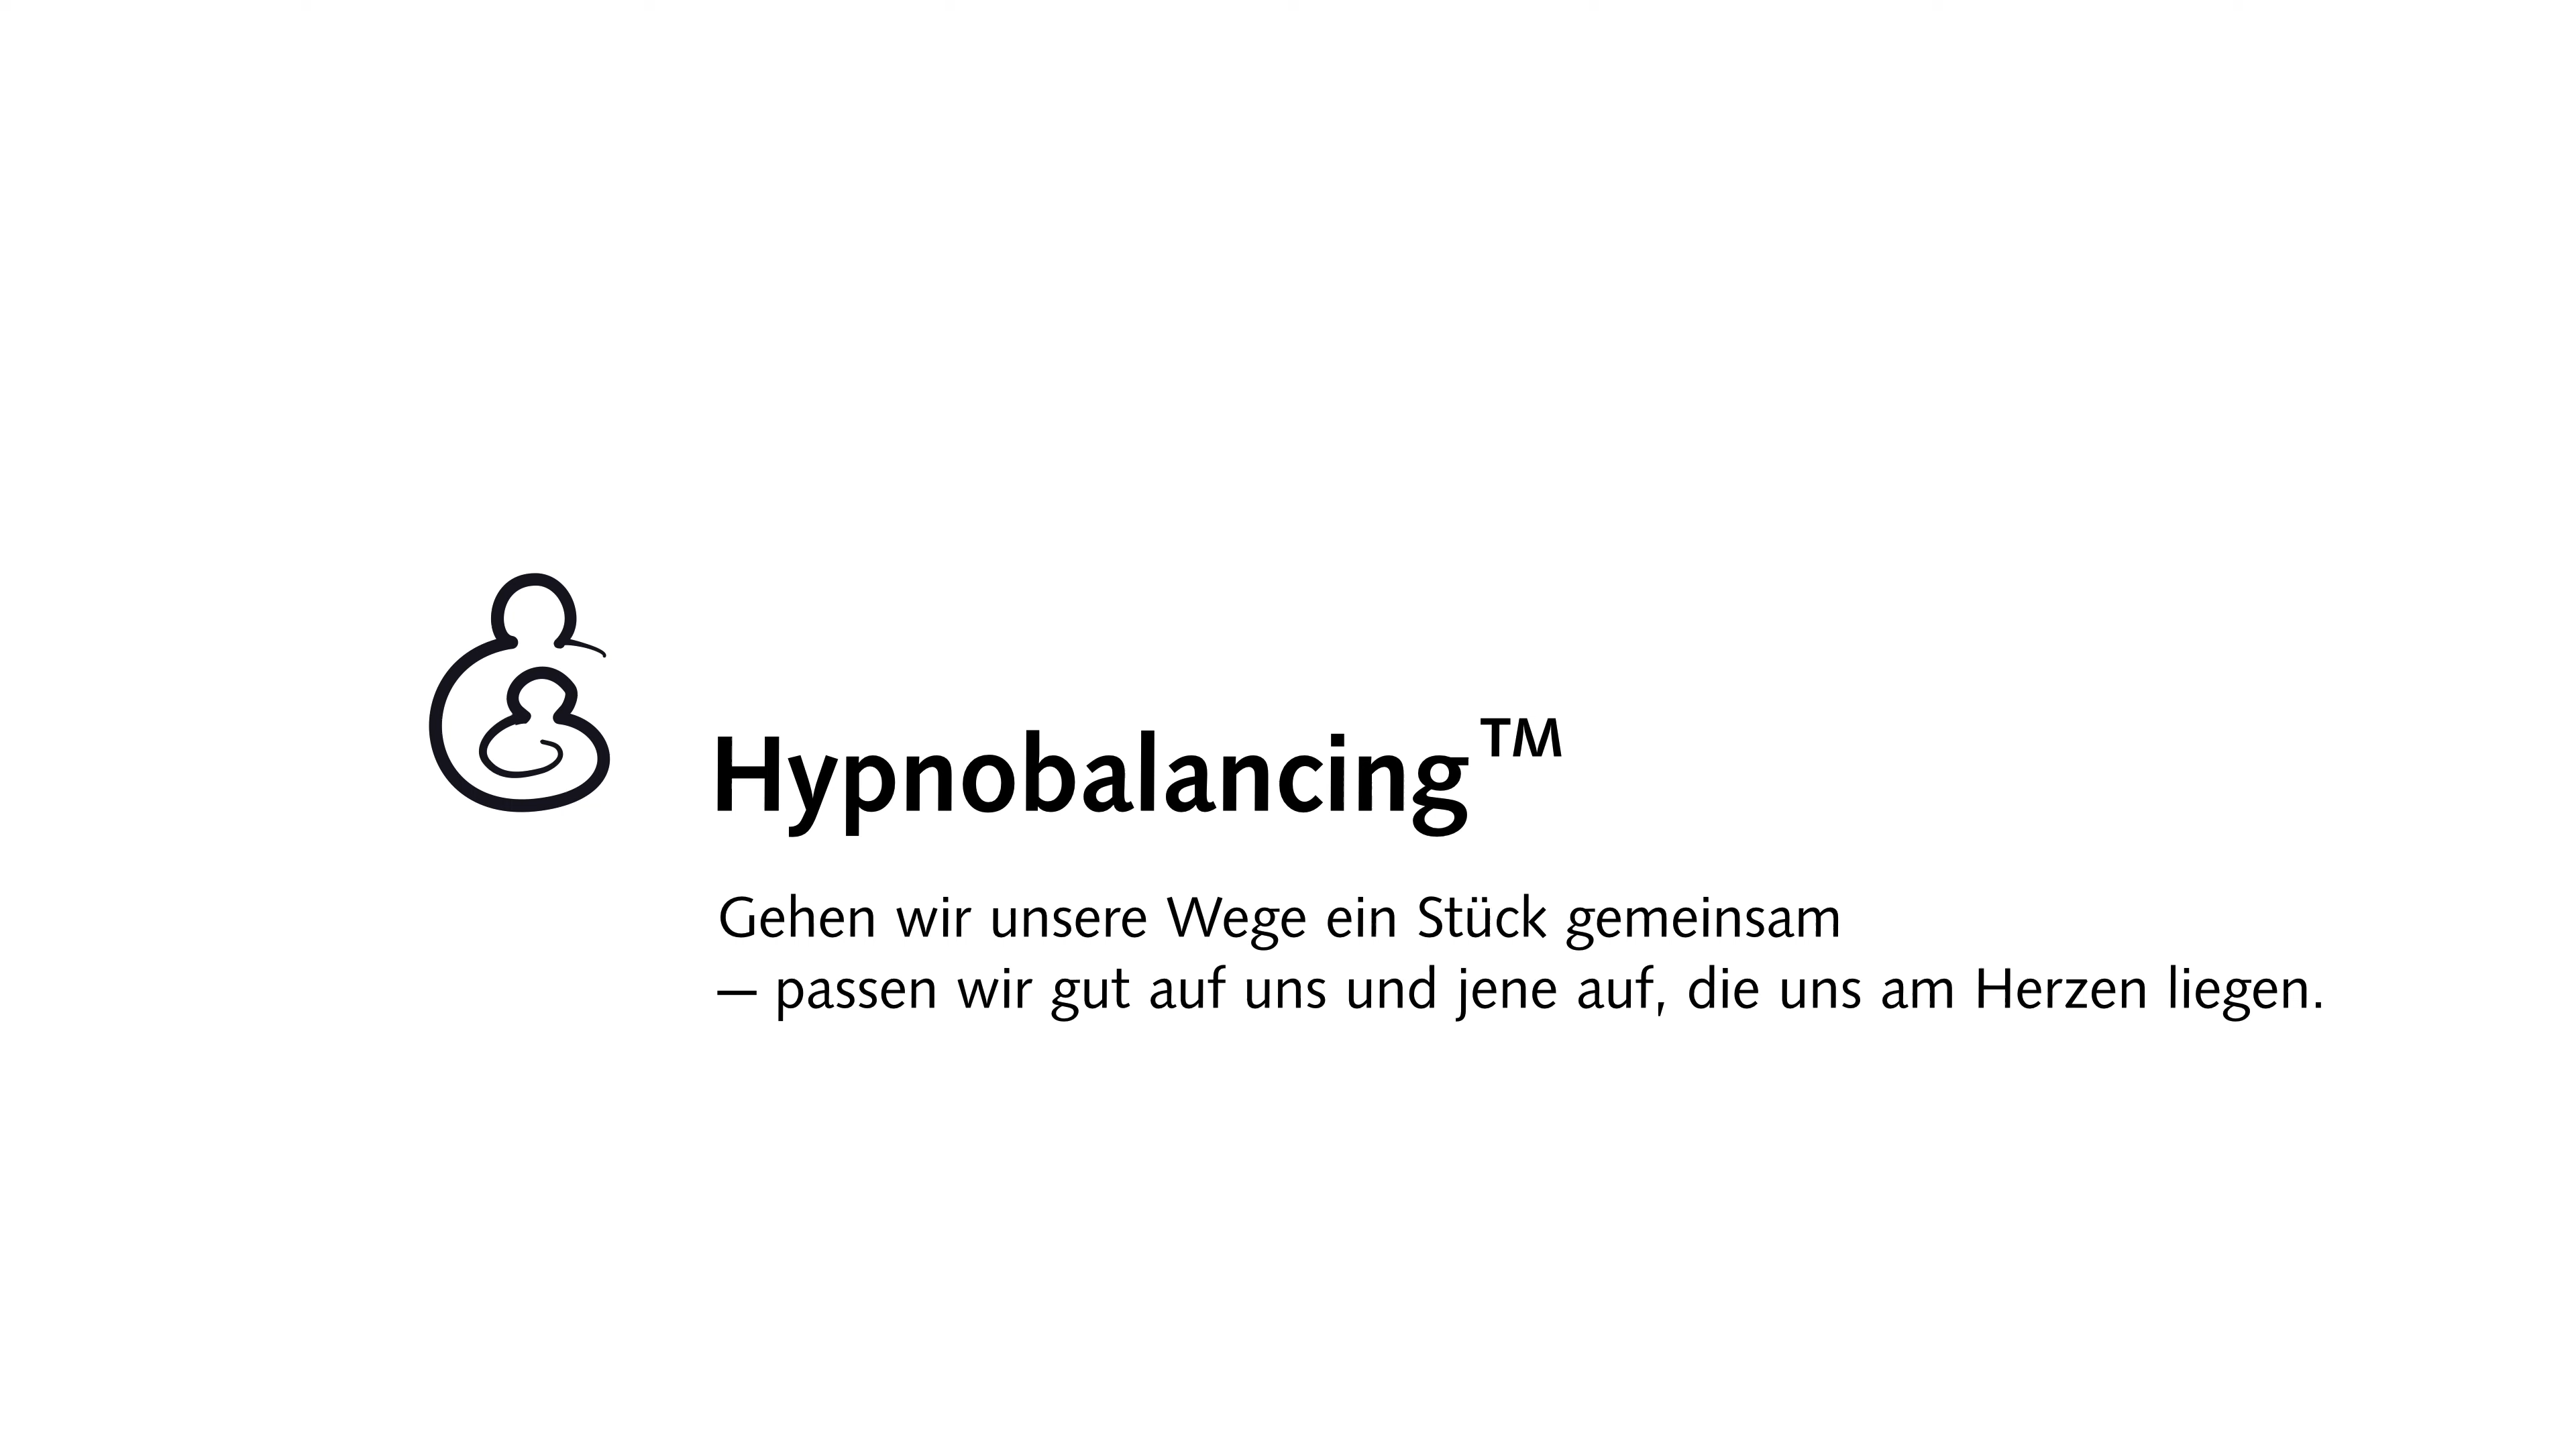 Hypnobalancing™
Gehen wir unsere Wege ein Stück gemeinsam
— passen wir gut auf uns und jene auf, die uns am Herzen liegen.